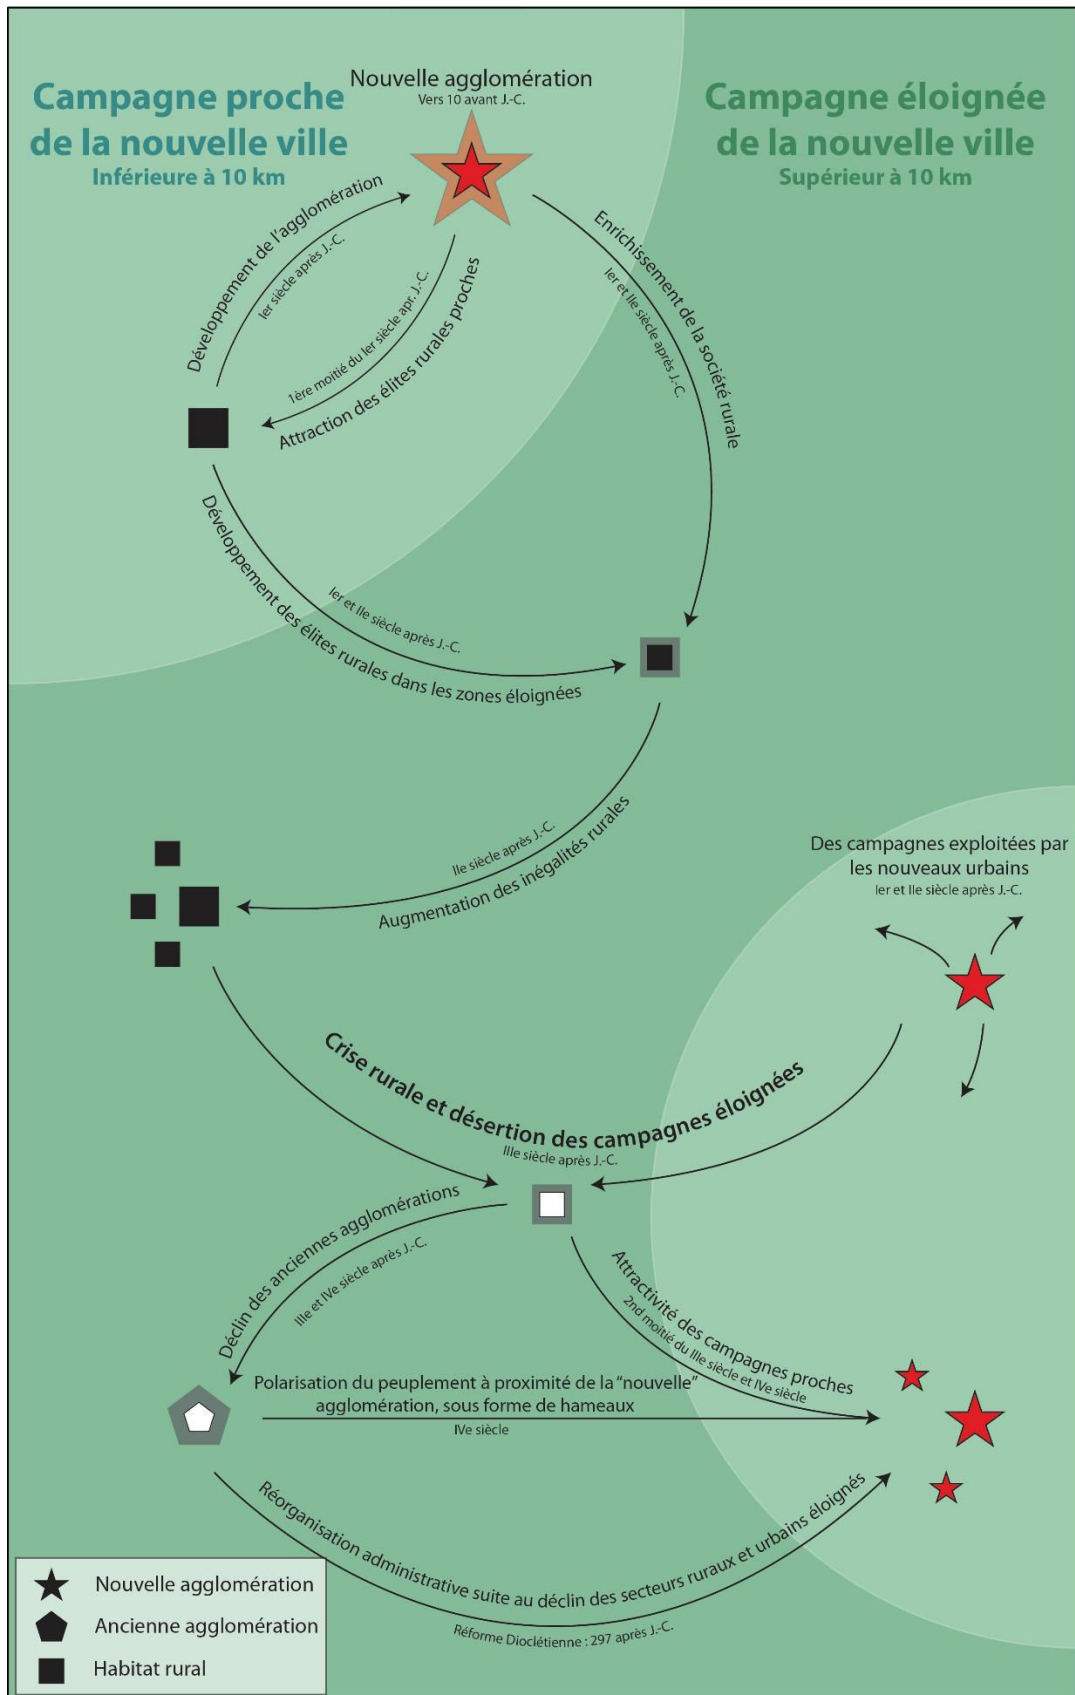 Campagne proche
de la nouvelle ville
Inférieure à 10 km
Nouvelle agglomération
Vers 10 avant J.-C.
Campagne éloignée
de la nouvelle ville
Supérieur à 10 km
Développement de l'agglomération
Ier siècle après J.-C.
1ère moitié du Ier siècle apr. J.-C.
Attraction des élites rurales proches
Enrichissement de la société rurale
Ier et IIe siècle après J.-C.
Ier et IIe siècle après J.-C.
Développement des élites rurales dans les zones éloignées
IIe siècle après J.-C.
Augmentation des inégalités rurales
Des campagnes exploitées par
les nouveaux urbains
Ier et IIe siècle après J.-C.
Crise rurale et désertion des campagnes éloignées
IIIe siècle après J.-C.
Déclin des anciennes agglomérations
IIIe et IVe siècle après J.-C.
Attractivité des campagnes proches
2nd moitié du IIIe siècle et IVe siècle
Polarisation du peuplement à proximité de la "nouvelle"
agglomération, sous forme de hameaux
IVe siècle
Réorganisation administrative suite au déclin des secteurs ruraux et urbains éloignés
Réforme Dioclétienne : 297 après J.-C.
Nouvelle agglomération
Ancienne agglomération
Habitat rural